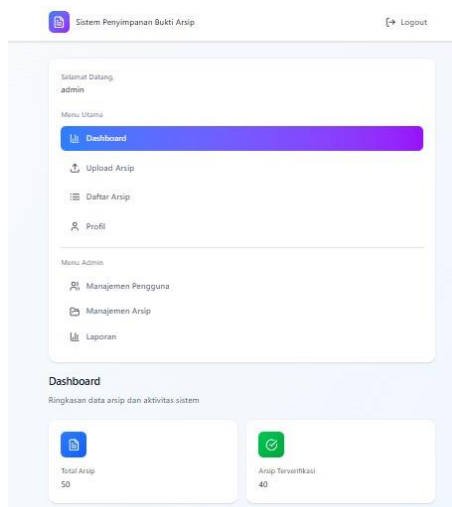 Sistem Penyimpanan Bukti Arsip
Logout
Selamat Datang,
admin
Menu Utama
Dashboard
Upload Arsip
Daftar Arsip
Profil
Menu Admin
Manajemen Pengguna
Manajemen Arsip
Laporan
Dashboard
Ringkasan data arsip dan aktivitas sistem
Total Arsip
50
Arsip Terverifikasi
40